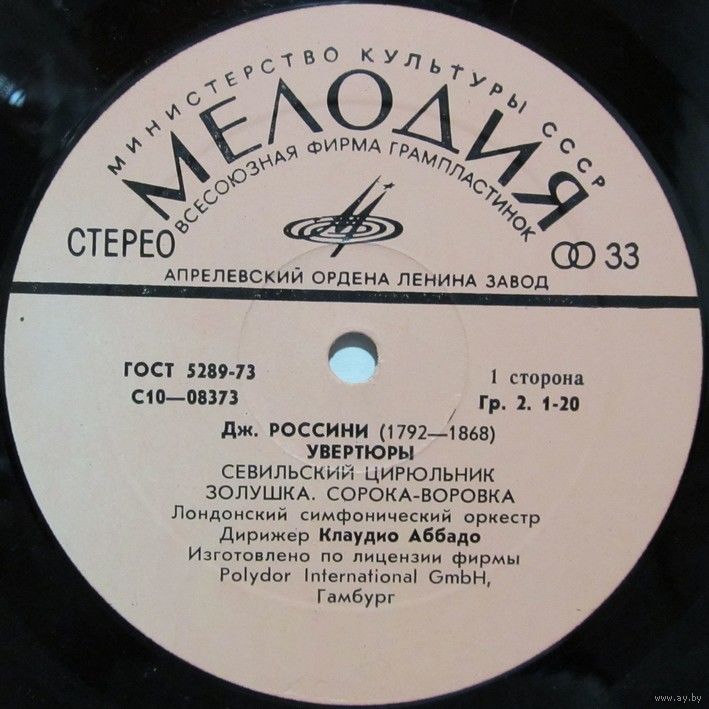 МИНИСТЕРСТВО КУЛЬТУРЫ СССР
МЕЛОДИЯ
ВСЕСОЮЗНАЯ ФИРМА ГРАМПЛАСТИНОК
СТЕРЕО
33
АПРЕЛЕВСКИЙ ОРДЕНА ЛЕНИНА ЗАВОД
ГОСТ 5289-73
С10—08373
1 сторона
Гр. 2. 1-20
Дж. РОССИНИ (1792—1868)
УВЕРТЮРЫ
СЕВИЛЬСКИЙ ЦИРЮЛЬНИК
ЗОЛУШКА. СОРОКА-ВОРОВКА
Лондонский симфонический оркестр
Дирижер Клаудио Аббадо
Изготовлено по лицензии фирмы
Polydor International GmbH,
Гамбург
www.ay.by